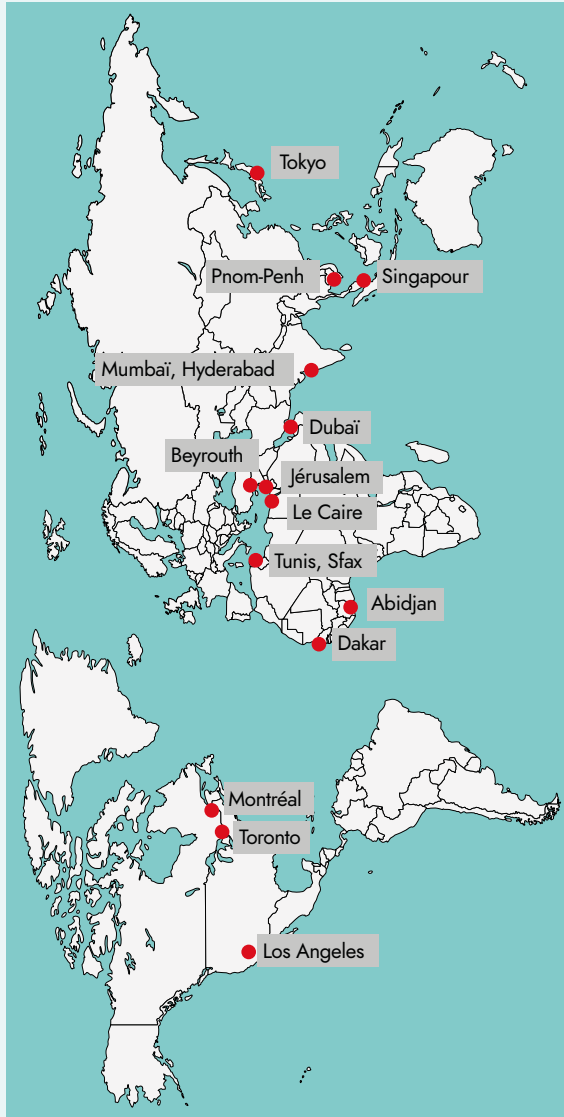 Tokyo
Pnom-Penh
Singapour
Mumbaï, Hyderabad
Dubaï
Beyrouth
Jérusalem
Le Caire
Tunis, Sfax
Abidjan
Dakar
Montréal
Toronto
Los Angeles